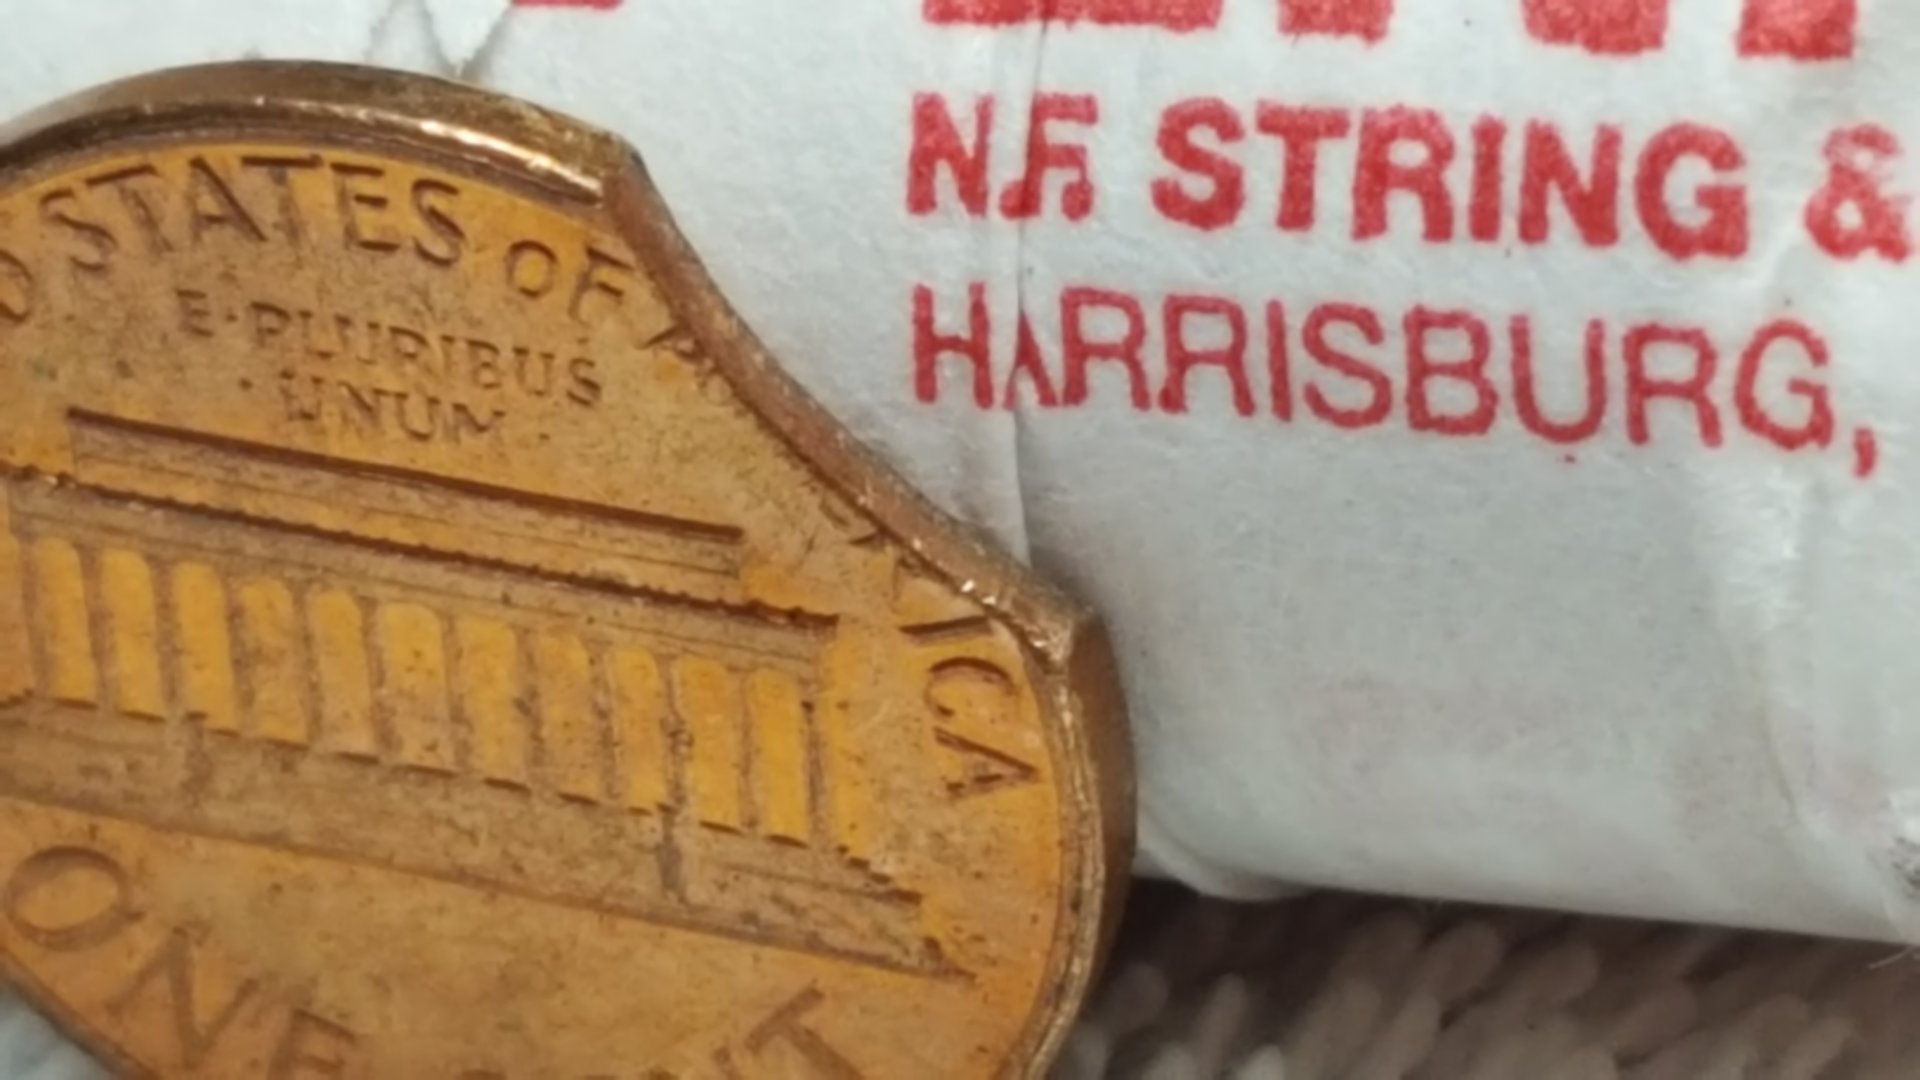 STATES OF
E·PLURIBUS
·UNUM·
ICA
ONE
N.F. STRING &
HARRISBURG,